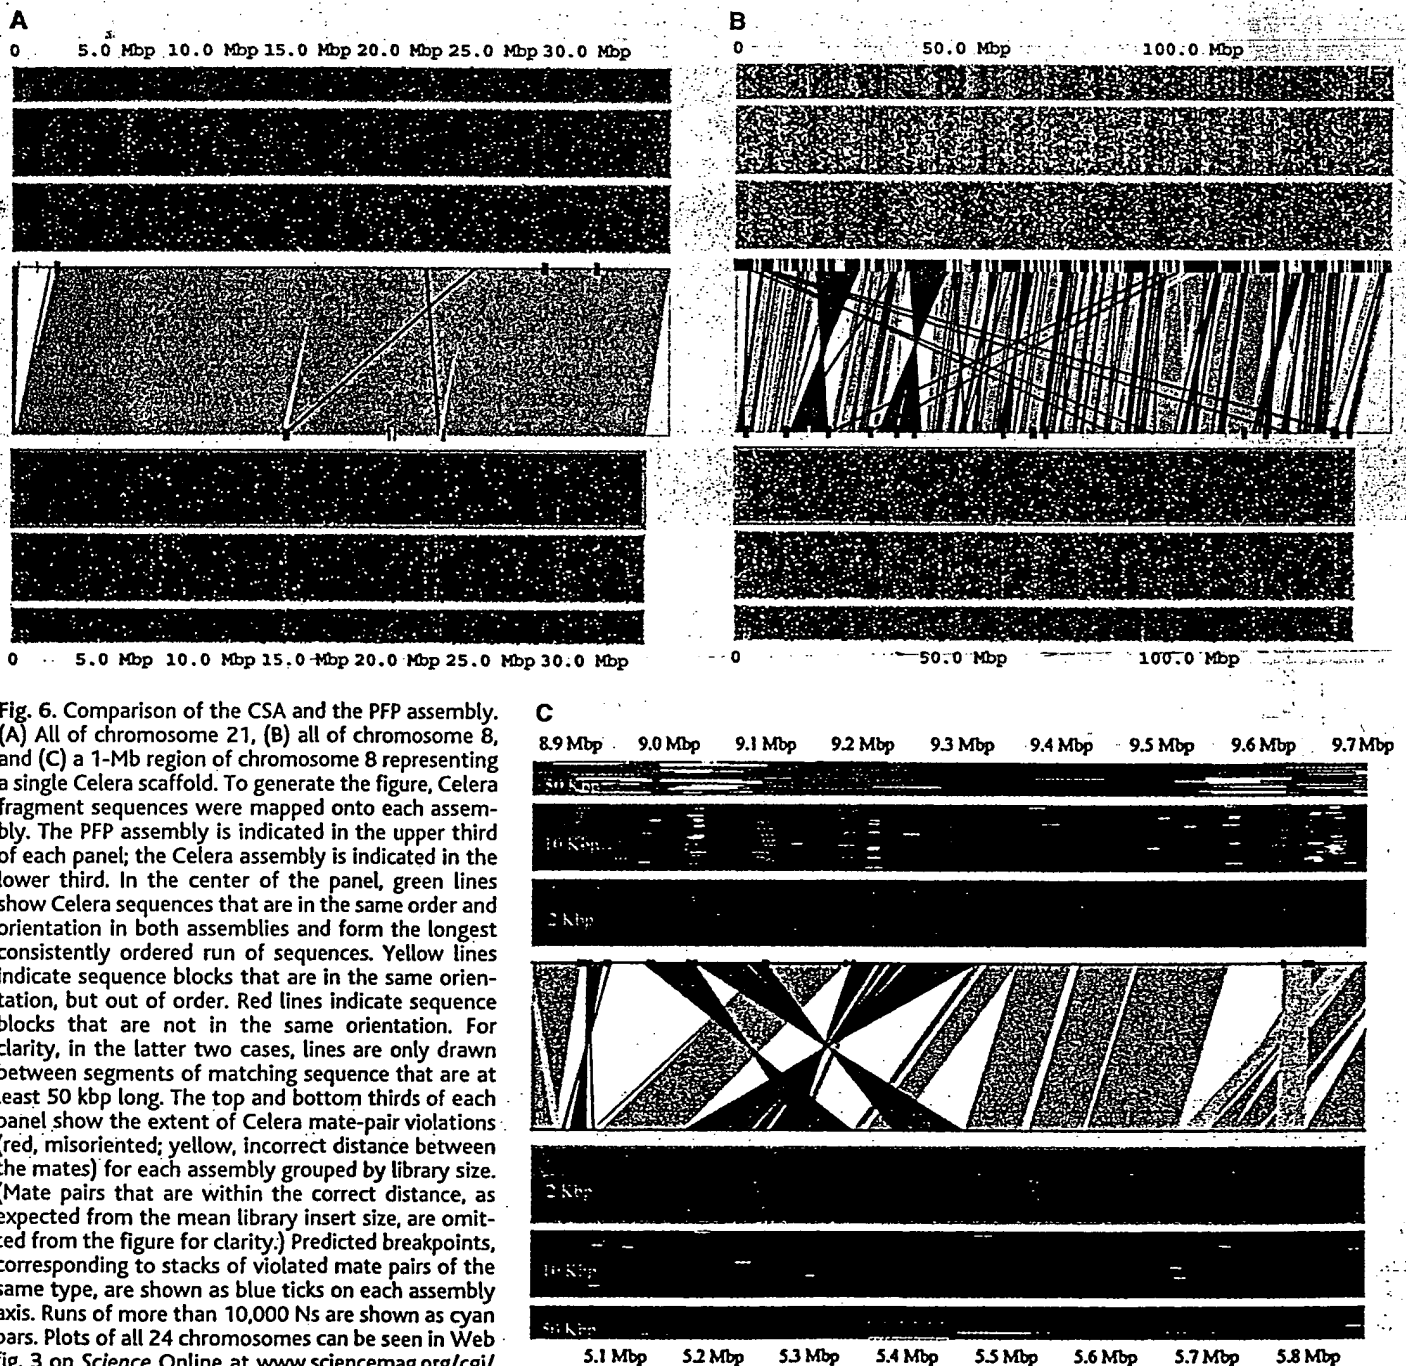 A
0 5.0 Mbp 10.0 Mbp 15.0 Mbp 20.0 Mbp 25.0 Mbp 30.0 Mbp
0 5.0 Mbp 10.0 Mbp 15.0 Mbp 20.0 Mbp 25.0 Mbp 30.0 Mbp
B
0 50.0 Mbp 100.0 Mbp
0 50.0 Mbp 100.0 Mbp
Fig. 6. Comparison of the CSA and the PFP assembly.
(A) All of chromosome 21, (B) all of chromosome 8,
and (C) a 1-Mb region of chromosome 8 representing
a single Celera scaffold. To generate the figure, Celera
fragment sequences were mapped onto each assem-
bly. The PFP assembly is indicated in the upper third
of each panel; the Celera assembly is indicated in the
lower third. In the center of the panel, green lines
show Celera sequences that are in the same order and
orientation in both assemblies and form the longest
consistently ordered run of sequences. Yellow lines
indicate sequence blocks that are in the same orien-
tation, but out of order. Red lines indicate sequence
blocks that are not in the same orientation. For
clarity, in the latter two cases, lines are only drawn
between segments of matching sequence that are at
least 50 kbp long. The top and bottom thirds of each
panel show the extent of Celera mate-pair violations
(red, misoriented; yellow, incorrect distance between
the mates) for each assembly grouped by library size.
(Mate pairs that are within the correct distance, as
expected from the mean library insert size, are omit-
ted from the figure for clarity.) Predicted breakpoints,
corresponding to stacks of violated mate pairs of the
same type, are shown as blue ticks on each assembly
axis. Runs of more than 10,000 Ns are shown as cyan
bars. Plots of all 24 chromosomes can be seen in Web
fig. 3 on Science Online at www.sciencemag.org/cgi/
C
8.9 Mbp 9.0 Mbp 9.1 Mbp 9.2 Mbp 9.3 Mbp 9.4 Mbp 9.5 Mbp 9.6 Mbp 9.7 Mbp
50 Kbp
10 Kbp
2 Kbp
2 Kbp
10 Kbp
50 Kbp
5.1 Mbp 5.2 Mbp 5.3 Mbp 5.4 Mbp 5.5 Mbp 5.6 Mbp 5.7 Mbp 5.8 Mbp